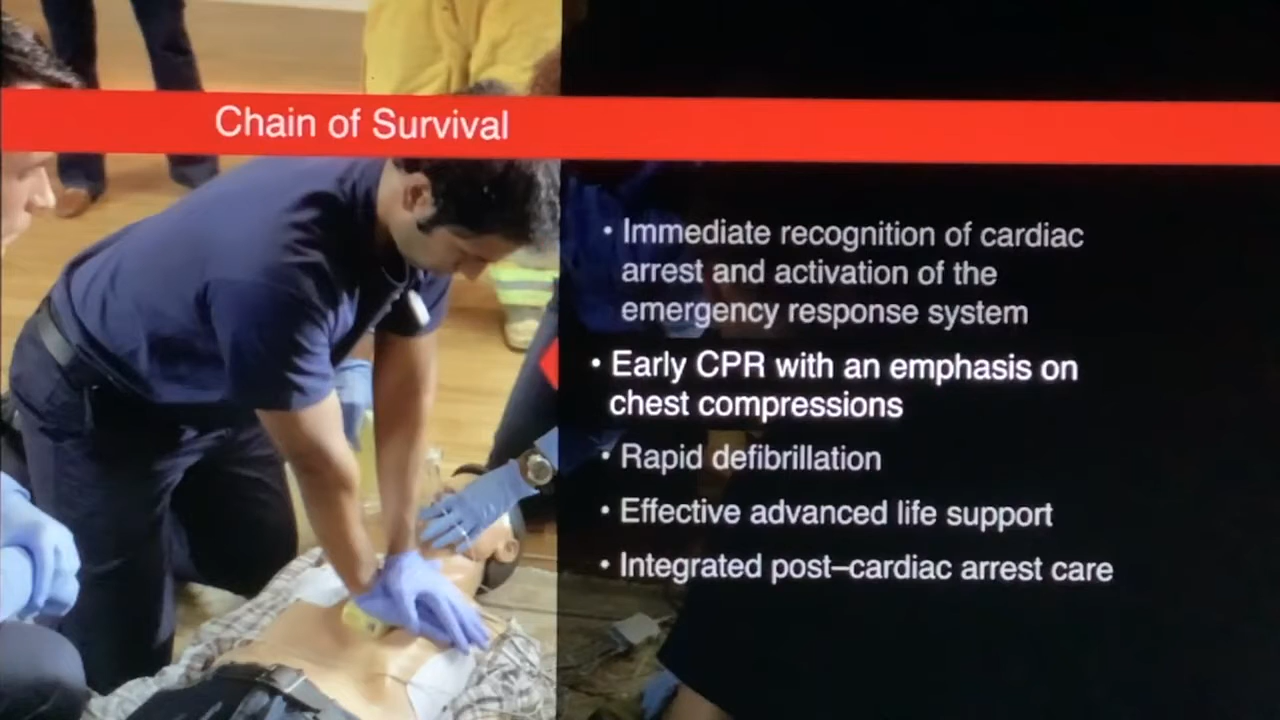 Chain of Survival
• Immediate recognition of cardiac
arrest and activation of the
emergency response system
• Early CPR with an emphasis on
chest compressions
• Rapid defibrillation
• Effective advanced life support
• Integrated post–cardiac arrest care